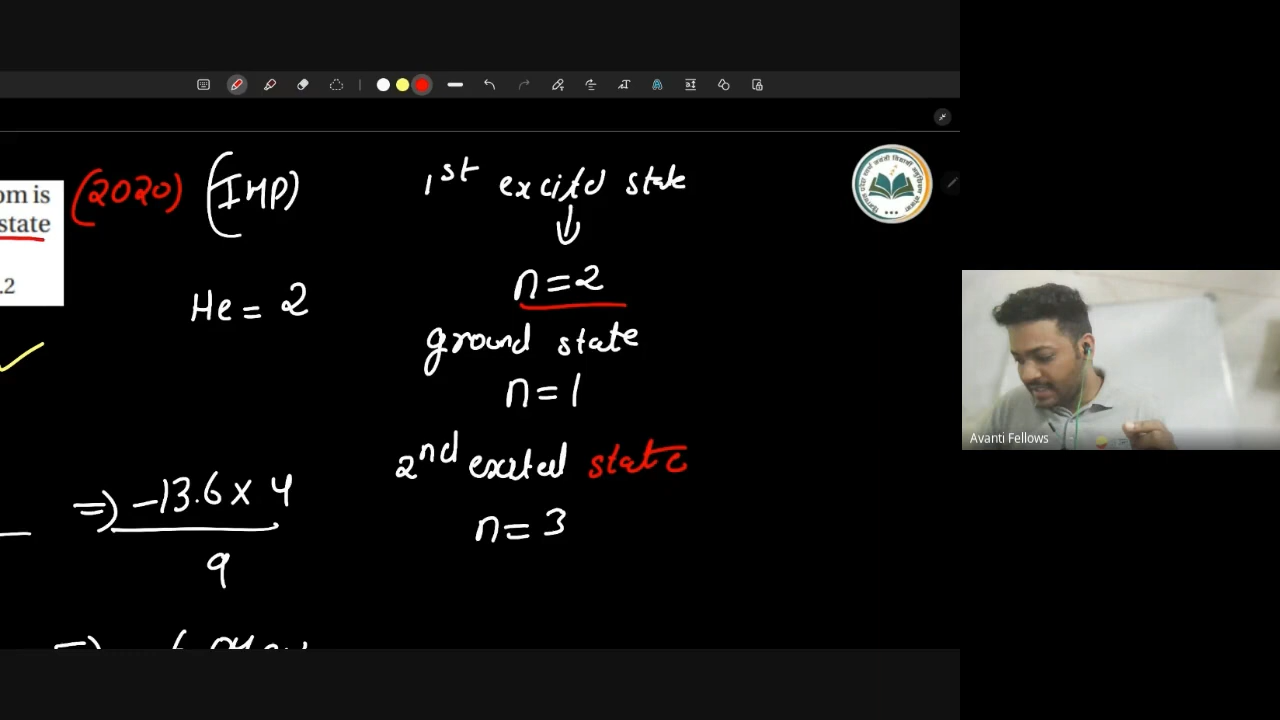 om is
state
.2
(2020) (IMP)
1st excited state
n=2
He = 2
ground state
n=1
2nd excited state
n=3
=) -13.6 x 4
9
Avanti Fellows